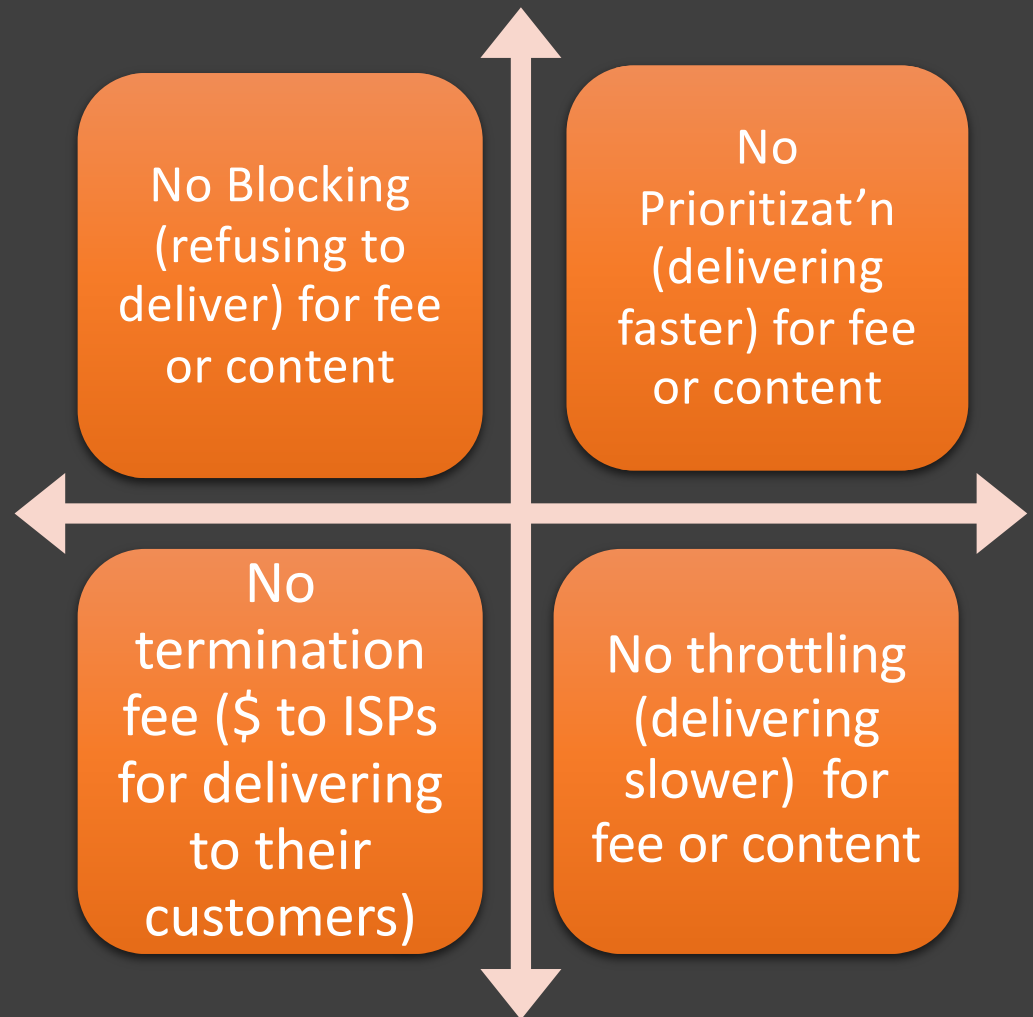 No Blocking
(refusing to
deliver) for fee
or content
No
Prioritizat’n
(delivering
faster) for fee
or content
No
termination
fee ($ to ISPs
for delivering
to their
customers)
No throttling
(delivering
slower)  for
fee or content